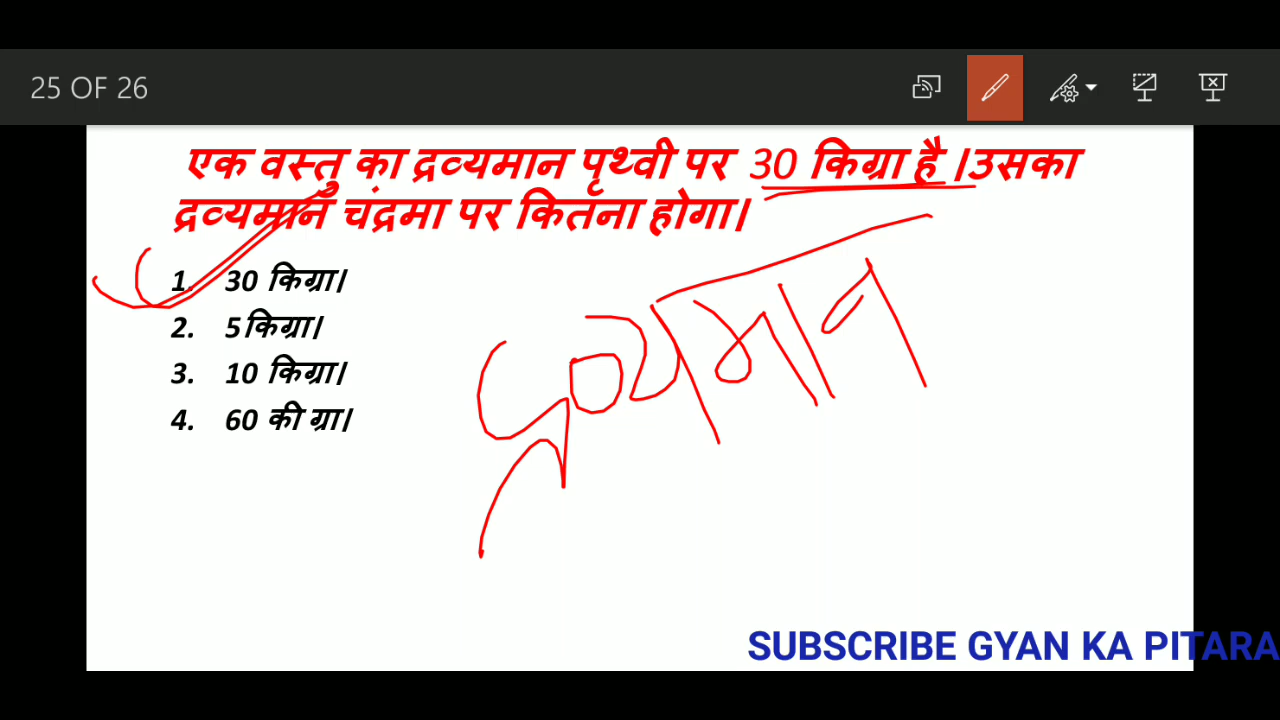 25 OF 26
एक वस्तु का द्रव्यमान पृथ्वी पर 30 किग्रा है ।उसका
द्रव्यमान चंद्रमा पर कितना होगा।
1. 30 किग्रा।
2. 5किग्रा।
3. 10 किग्रा।
4. 60 की ग्रा।
द्रव्यमान
SUBSCRIBE GYAN KA PITARA